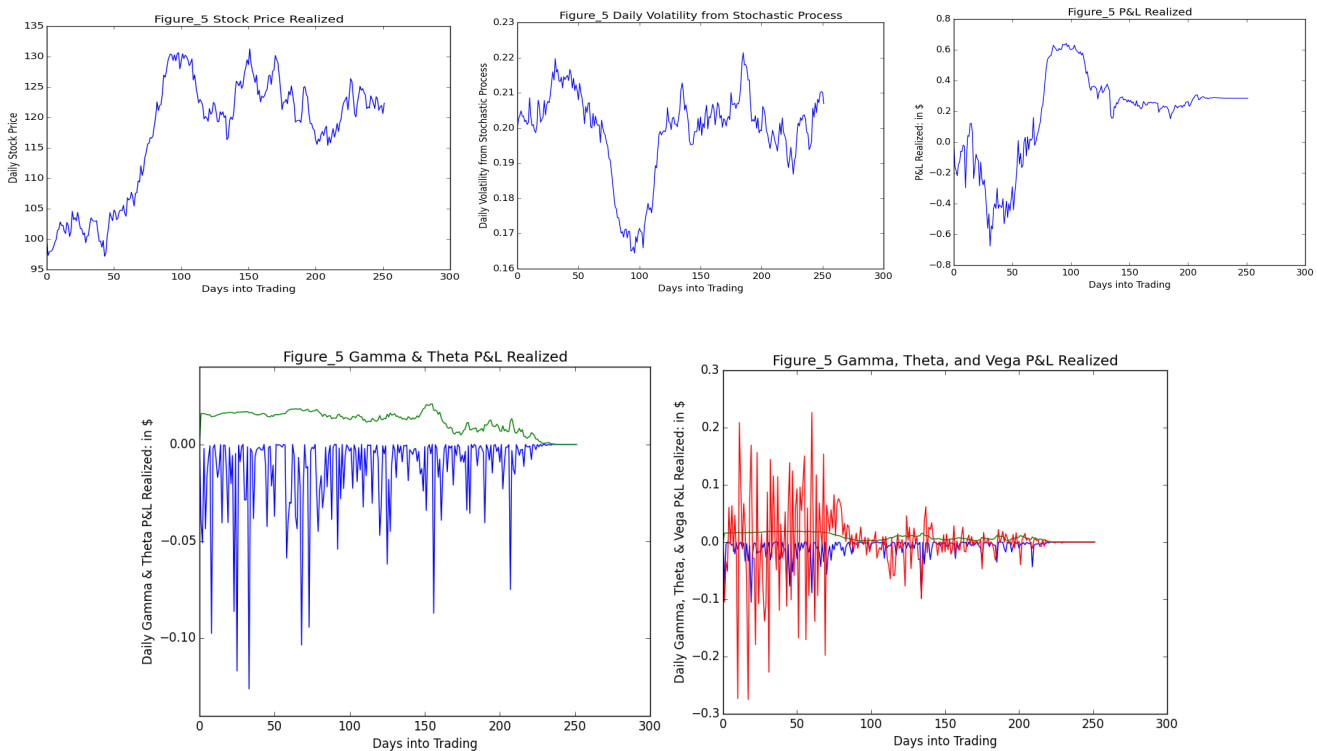 Figure_5 Stock Price Realized
Daily Stock Price
135
130
125
120
115
110
105
100
95
0 50 100 150 200 250 300
Days into Trading
Figure_5 Daily Volatility from Stochastic Process
Daily Volatility from Stochastic Process
0.23
0.22
0.21
0.20
0.19
0.18
0.17
0.16
0 50 100 150 200 250 300
Days into Trading
Figure_5 P&L Realized
P&L Realized: in $
0.8
0.6
0.4
0.2
0.0
−0.2
−0.4
−0.6
−0.8
0 50 100 150 200 250 300
Days into Trading
Figure_5 Gamma & Theta P&L Realized
Daily Gamma & Theta P&L Realized: in $
0.00
−0.05
−0.10
0 50 100 150 200 250 300
Days into Trading
Figure_5 Gamma, Theta, and Vega P&L Realized
Daily Gamma, Theta, & Vega P&L Realized: in $
0.3
0.2
0.1
0.0
−0.1
−0.2
−0.3
0 50 100 150 200 250 300
Days into Trading